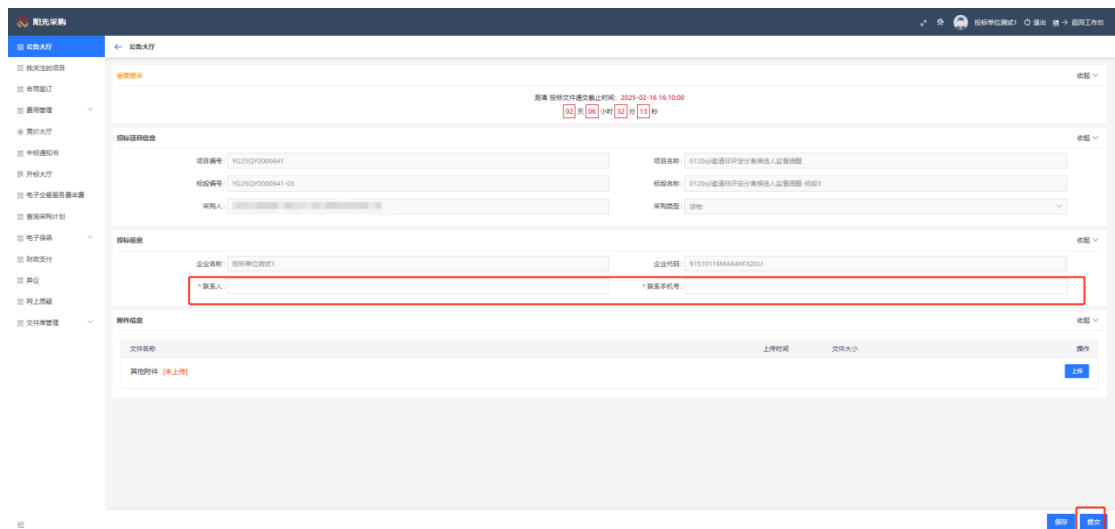 阳光采购
投标单位测试1 退出 返回工作台
公告大厅
我关注的项目
合同签订
费用管理
竞价大厅
中标通知书
开标大厅
电子交易服务费年费
查询采购计划
电子保函
财政支付
异议
网上质疑
文件库管理
← 公告大厅
重要提示 收起
距离 投标文件递交截止时间: 2025-02-16 16:10:00
02 天 06 小时 32 分 13 秒
招标项目信息 收起
项目编号: YG25QY0000641 项目名称: 0120xji邀请非评定分离候选人监督提醒
标段编号: YG25QY0000641-03 标段名称: 0120xji邀请非评定分离候选人监督提醒-标段3
采购人: 采购类型: 货物
投标信息 收起
企业名称: 投标单位测试1 企业代码: 91510116MA6AYFX2XU
* 联系人: * 联系手机号:
附件信息 收起
文件名称 上传时间 文件大小 操作
其他附件 [未上传] 上传
保存 提交